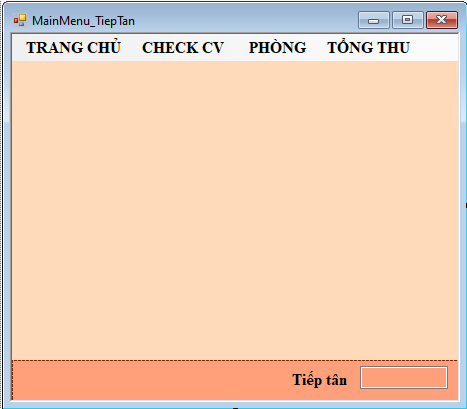 MainMenu_TiepTan
TRANG CHỦ CHECK CV PHÒNG TỔNG THU
Tiếp tân